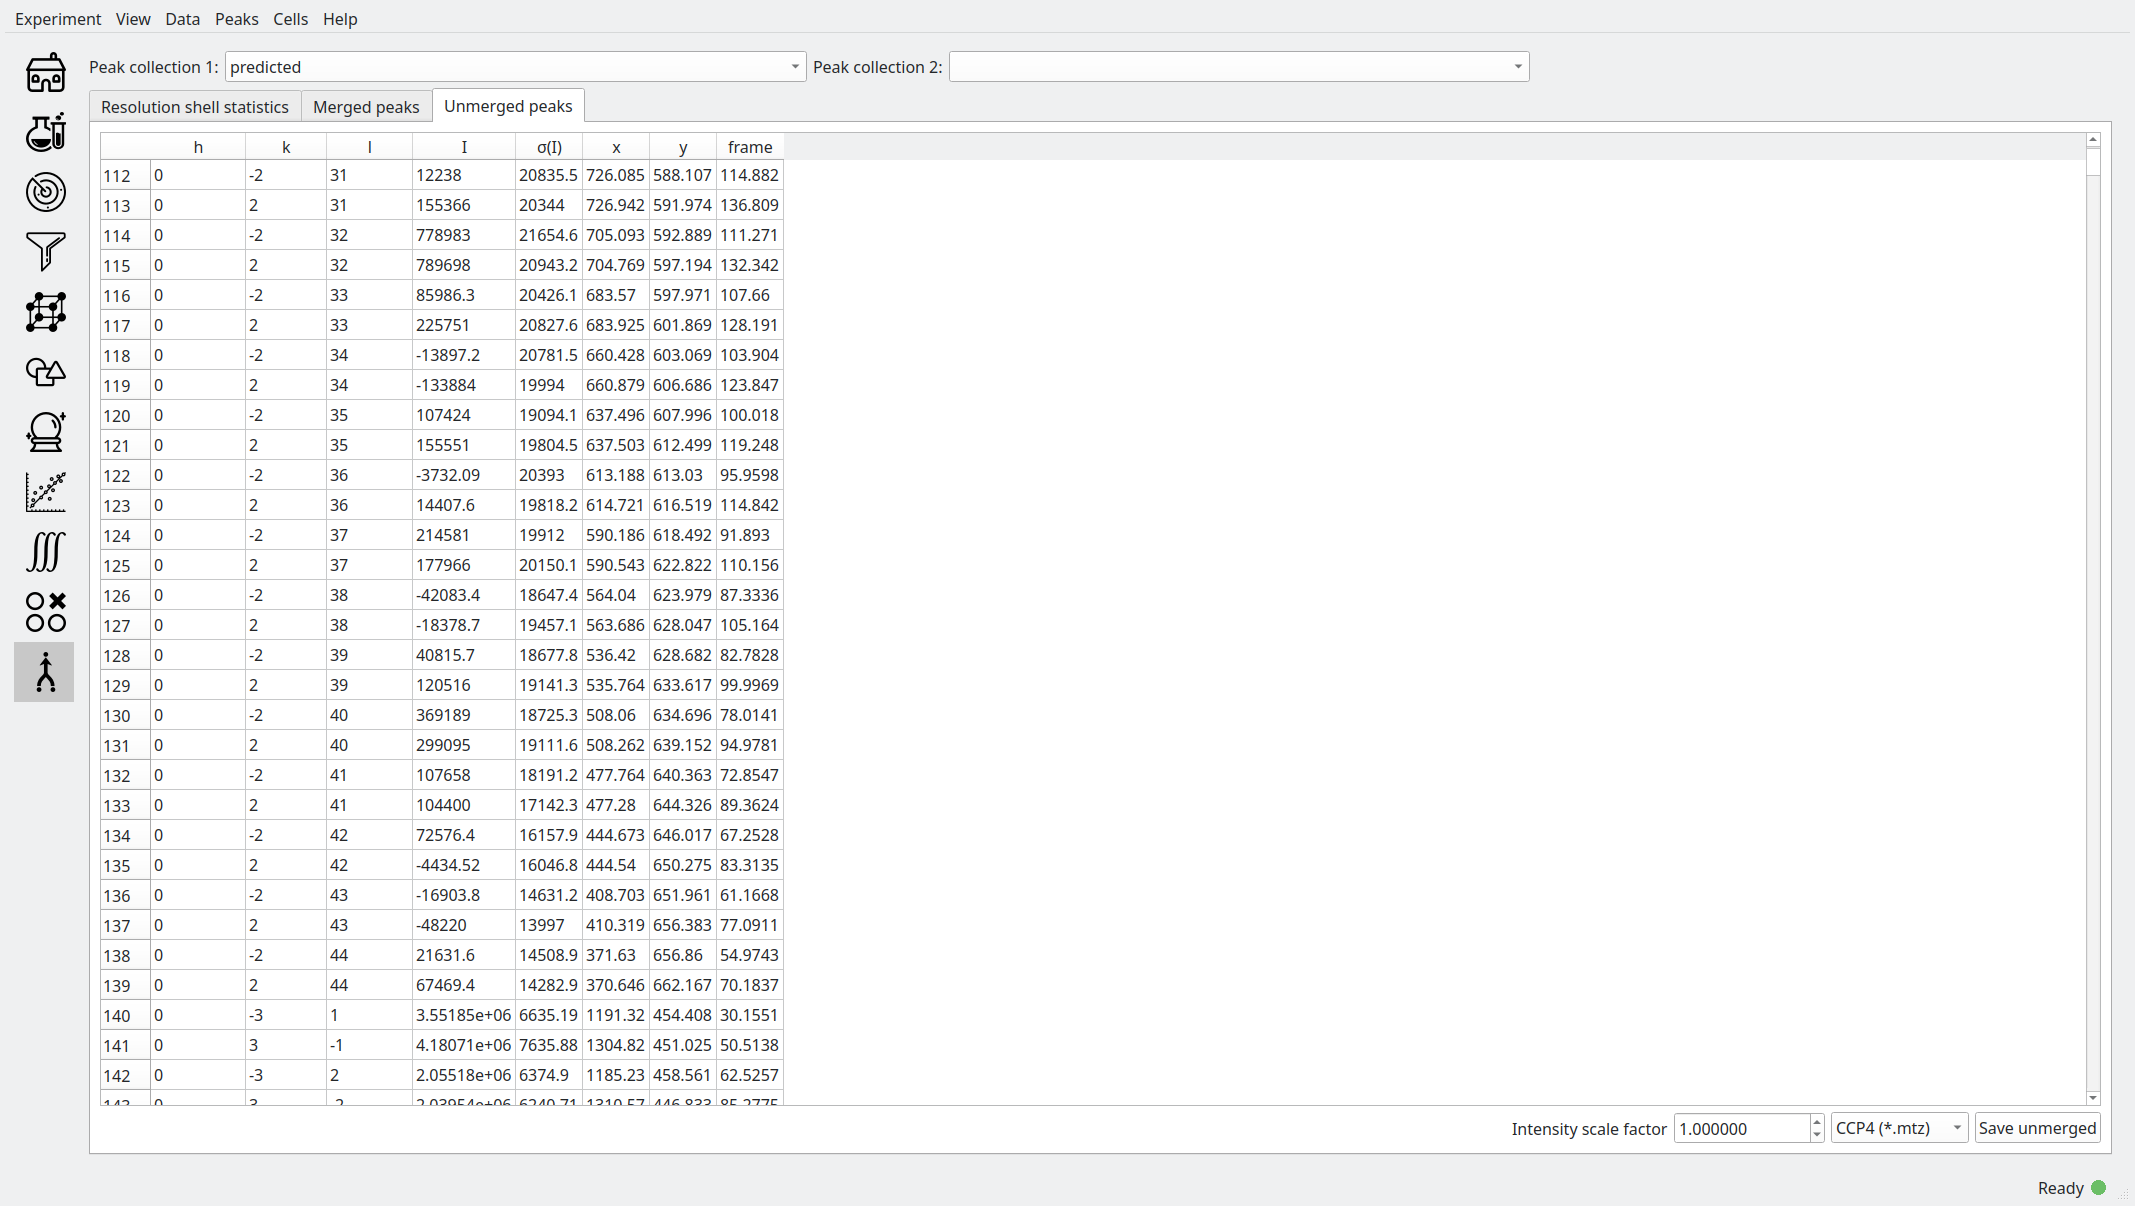 Experiment View Data Peaks Cells Help
Peak collection 1: predicted Peak collection 2:
Resolution shell statistics Merged peaks Unmerged peaks
h k l I σ(I) x y frame
112 0 -2 31 12238 20835.5 726.085 588.107 114.882
113 0 2 31 155366 20344 726.942 591.974 136.809
114 0 -2 32 778983 21654.6 705.093 592.889 111.271
115 0 2 32 789698 20943.2 704.769 597.194 132.342
116 0 -2 33 85986.3 20426.1 683.57 597.971 107.66
117 0 2 33 225751 20827.6 683.925 601.869 128.191
118 0 -2 34 -13897.2 20781.5 660.428 603.069 103.904
119 0 2 34 -133884 19994 660.879 606.686 123.847
120 0 -2 35 107424 19094.1 637.496 607.996 100.018
121 0 2 35 155551 19804.5 637.503 612.499 119.248
122 0 -2 36 -3732.09 20393 613.188 613.03 95.9598
123 0 2 36 14407.6 19818.2 614.721 616.519 114.842
124 0 -2 37 214581 19912 590.186 618.492 91.893
125 0 2 37 177966 20150.1 590.543 622.822 110.156
126 0 -2 38 -42083.4 18647.4 564.04 623.979 87.3336
127 0 2 38 -18378.7 19457.1 563.686 628.047 105.164
128 0 -2 39 40815.7 18677.8 536.42 628.682 82.7828
129 0 2 39 120516 19141.3 535.764 633.617 99.9969
130 0 -2 40 369189 18725.3 508.06 634.696 78.0141
131 0 2 40 299095 19111.6 508.262 639.152 94.9781
132 0 -2 41 107658 18191.2 477.764 640.363 72.8547
133 0 2 41 104400 17142.3 477.28 644.326 89.3624
134 0 -2 42 72576.4 16157.9 444.673 646.017 67.2528
135 0 2 42 -4434.52 16046.8 444.54 650.275 83.3135
136 0 -2 43 -16903.8 14631.2 408.703 651.961 61.1668
137 0 2 43 -48220 13997 410.319 656.383 77.0911
138 0 -2 44 21631.6 14508.9 371.63 656.86 54.9743
139 0 2 44 67469.4 14282.9 370.646 662.167 70.1837
140 0 -3 1 3.55185e+06 6635.19 1191.32 454.408 30.1551
141 0 3 -1 4.18071e+06 7635.88 1304.82 451.025 50.5138
142 0 -3 2 2.05518e+06 6374.9 1185.23 458.561 62.5257
Intensity scale factor 1.000000 CCP4 (*.mtz) Save unmerged
Ready